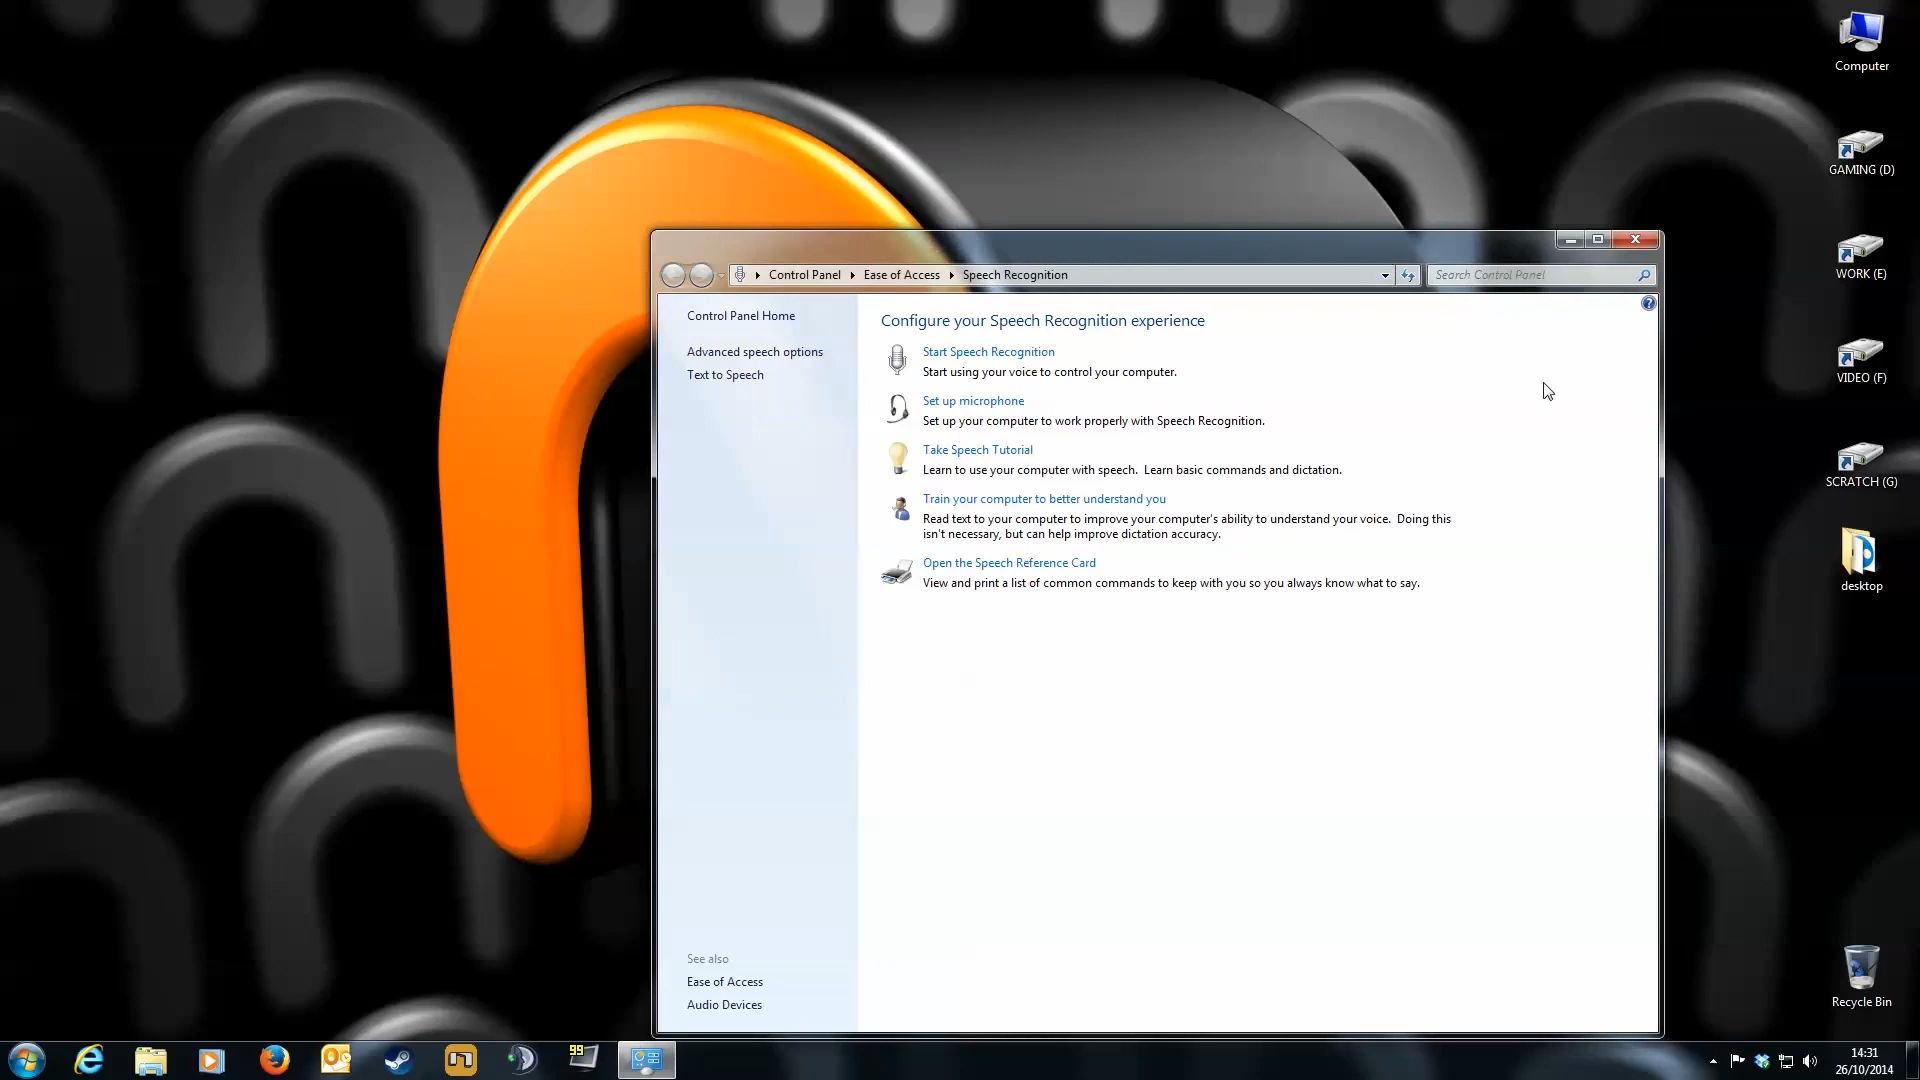 Computer
GAMING (D)
WORK (E)
VIDEO (F)
SCRATCH (G)
desktop
Recycle Bin
Control Panel Ease of Access Speech Recognition
Search Control Panel
Control Panel Home
Advanced speech options
Text to Speech
See also
Ease of Access
Audio Devices
Configure your Speech Recognition experience
Start Speech Recognition
Start using your voice to control your computer.
Set up microphone
Set up your computer to work properly with Speech Recognition.
Take Speech Tutorial
Learn to use your computer with speech. Learn basic commands and dictation.
Train your computer to better understand you
Read text to your computer to improve your computer's ability to understand your voice. Doing this
isn't necessary, but can help improve dictation accuracy.
Open the Speech Reference Card
View and print a list of common commands to keep with you so you always know what to say.
99
14:31
26/10/2014